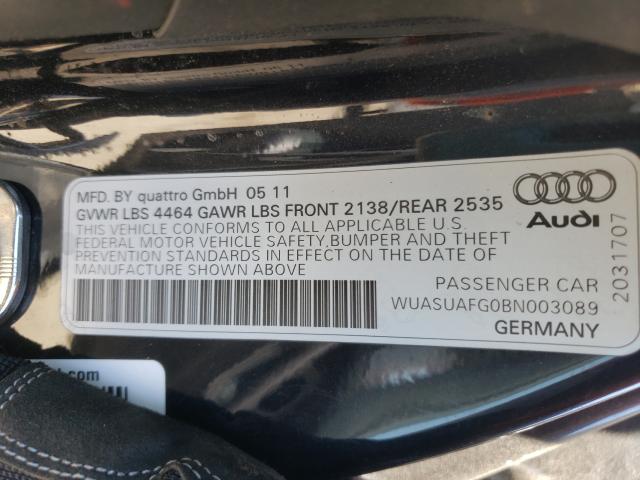 MFD. BY quattro GmbH 05 11
GVWR LBS 4464 GAWR LBS FRONT 2138/REAR 2535
THIS VEHICLE CONFORMS TO ALL APPLICABLE U.S.
FEDERAL MOTOR VEHICLE SAFETY,BUMPER AND THEFT
PREVENTION STANDARDS IN EFFECT ON THE DATE OF
MANUFACTURE SHOWN ABOVE
Audi
PASSENGER CAR
WUASUAFG0BN003089
GERMANY
2031707
.com